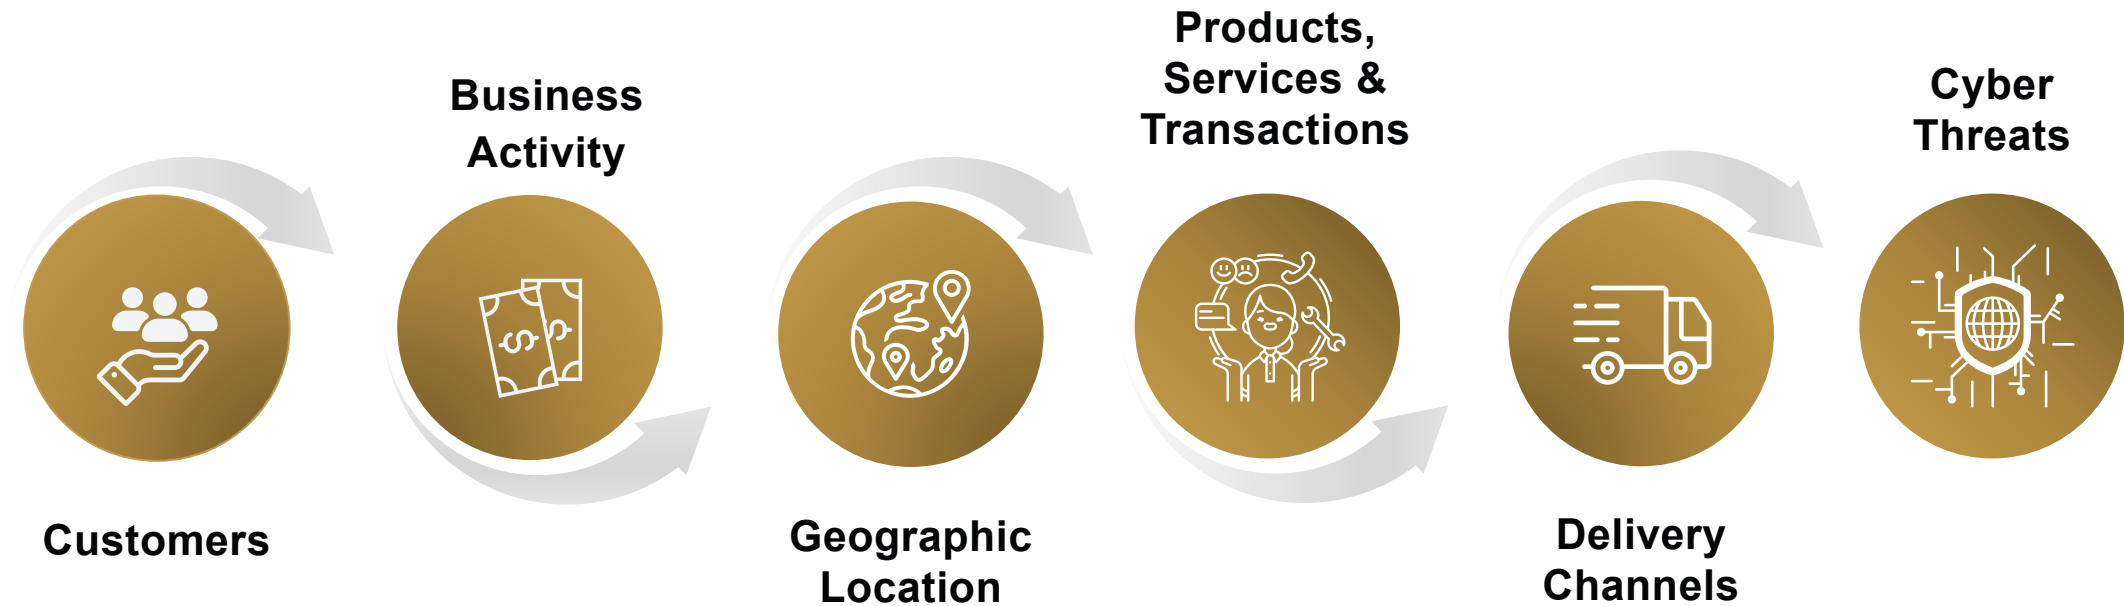 Customers
Business
Activity
Geographic
Location
Products,
Services &
Transactions
Delivery
Channels
Cyber
Threats
$
$